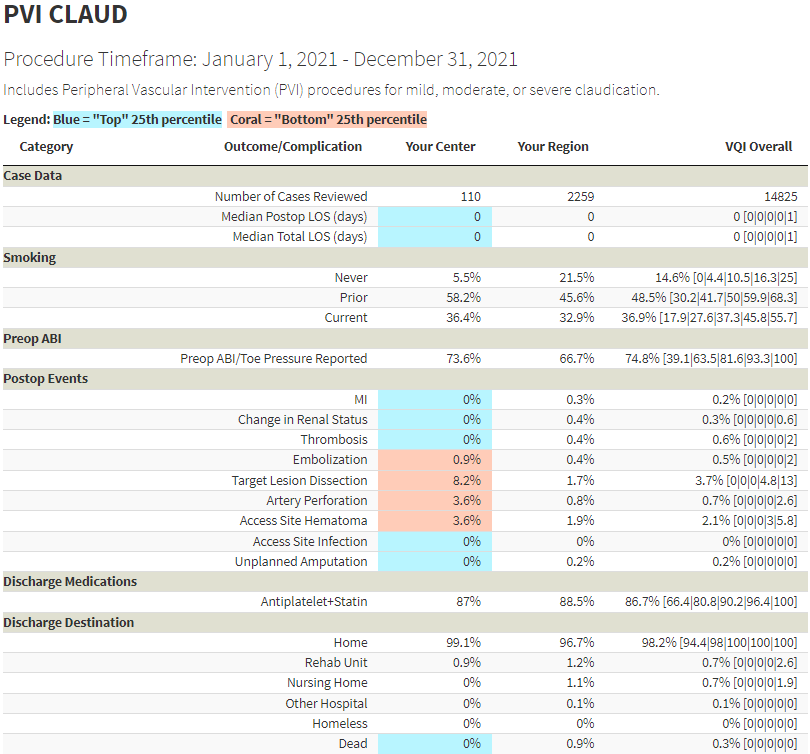 PVI CLAUD
Procedure Timeframe: January 1, 2021 - December 31, 2021
Includes Peripheral Vascular Intervention (PVI) procedures for mild, moderate, or severe claudication.
Legend: Blue = "Top" 25th percentile Coral = "Bottom" 25th percentile
Category Outcome/Complication Your Center Your Region VQI Overall
Case Data
Number of Cases Reviewed 110 2259 14825
Median Postop LOS (days) 0 0 0 [0|0|0|0|1]
Median Total LOS (days) 0 0 0 [0|0|0|0|1]
Smoking
Never 5.5% 21.5% 14.6% [0|4.4|10.5|16.3|25]
Prior 58.2% 45.6% 48.5% [30.2|41.7|50|59.9|68.3]
Current 36.4% 32.9% 36.9% [17.9|27.6|37.3|45.8|55.7]
Preop ABI
Preop ABI/Toe Pressure Reported 73.6% 66.7% 74.8% [39.1|63.5|81.6|93.3|100]
Postop Events
MI 0% 0.3% 0.2% [0|0|0|0|0]
Change in Renal Status 0% 0.4% 0.3% [0|0|0|0|0.6]
Thrombosis 0% 0.4% 0.6% [0|0|0|0|2]
Embolization 0.9% 0.4% 0.5% [0|0|0|0|2]
Target Lesion Dissection 8.2% 1.7% 3.7% [0|0|0|4.8|13]
Artery Perforation 3.6% 0.8% 0.7% [0|0|0|0|2.6]
Access Site Hematoma 3.6% 1.9% 2.1% [0|0|0|3|5.8]
Access Site Infection 0% 0% 0% [0|0|0|0|0]
Unplanned Amputation 0% 0.2% 0.2% [0|0|0|0|0]
Discharge Medications
Antiplatelet+Statin 87% 88.5% 86.7% [66.4|80.8|90.2|96.4|100]
Discharge Destination
Home 99.1% 96.7% 98.2% [94.4|98|100|100|100]
Rehab Unit 0.9% 1.2% 0.7% [0|0|0|0|2.6]
Nursing Home 0% 1.1% 0.7% [0|0|0|0|1.9]
Other Hospital 0% 0.1% 0.1% [0|0|0|0|0]
Homeless 0% 0% 0% [0|0|0|0|0]
Dead 0% 0.9% 0.3% [0|0|0|0|0]